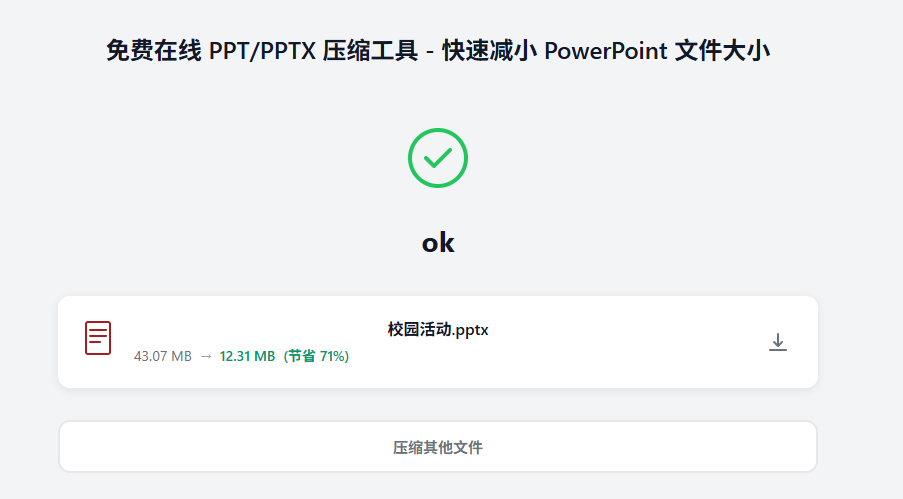 免费在线 PPT/PPTX 压缩工具 - 快速减小 PowerPoint 文件大小
ok
校园活动.pptx
43.07 MB → 12.31 MB (节省 71%)
压缩其他文件